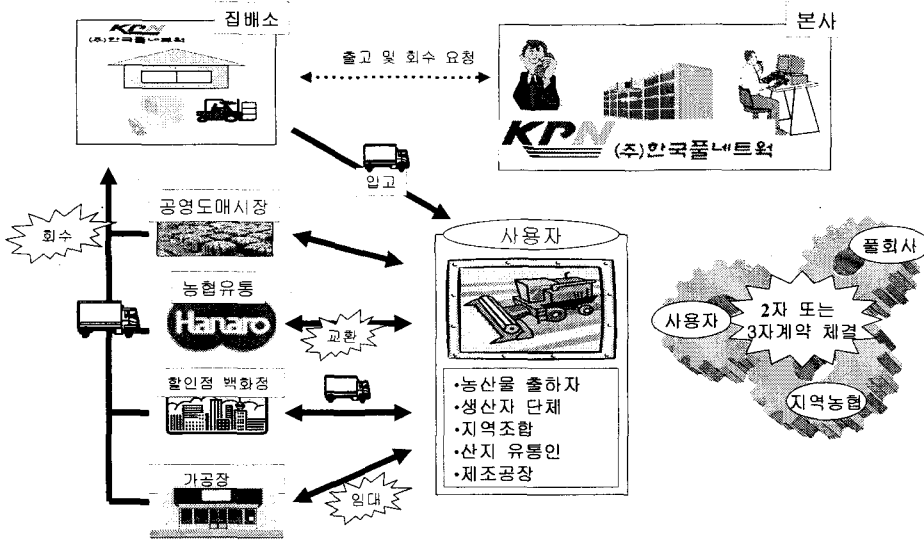 집배소
KPN
(주)한국풀네트웍
출고 및 회수 요청
본사
KPN (주)한국풀네트웍
입고
공영도매시장
회수
농협유통
Hanaro
교환
할인점 백화점
가공장
임대
사용자
·농산물 출하자
·생산자 단체
·지역조합
·산지 유통인
·제조공장
풀회사
사용자
2자 또는
3자계약 체결
지역농협